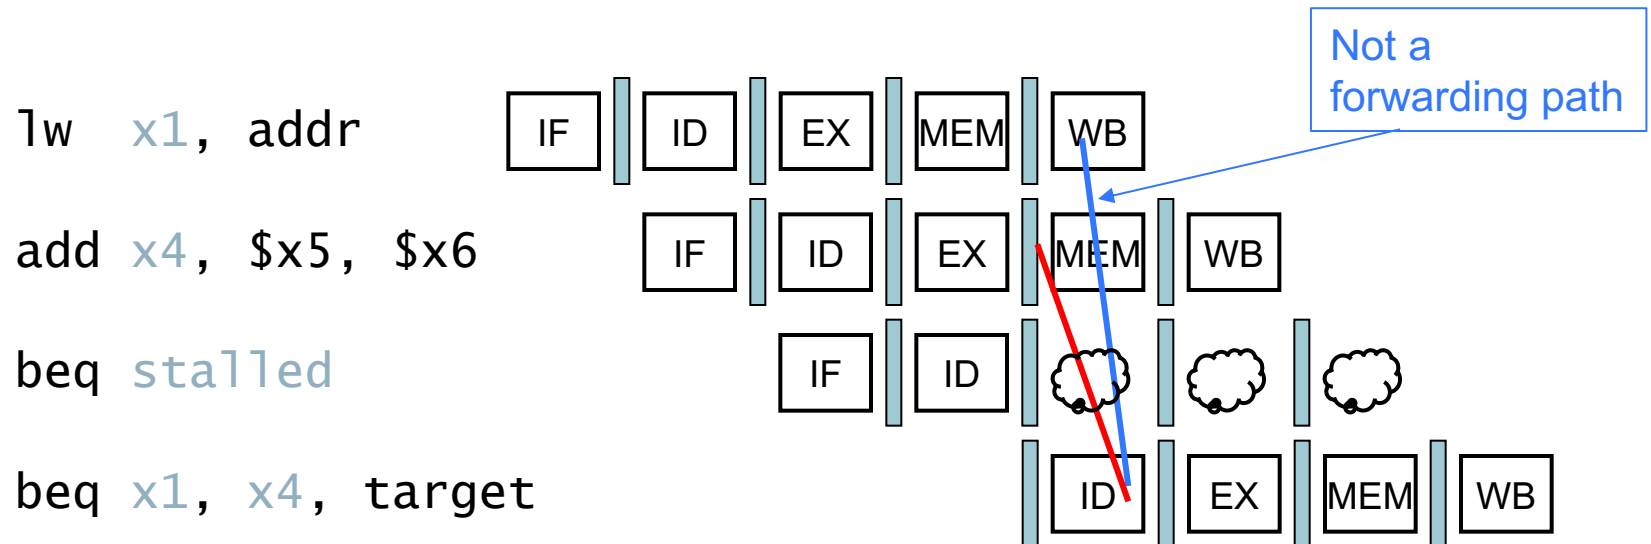 Not a
forwarding path
lw x1, addr IF ID EX MEM WB
add x4, $x5, $x6 IF ID EX MEM WB
beq stalled IF ID
beq x1, x4, target ID EX MEM WB